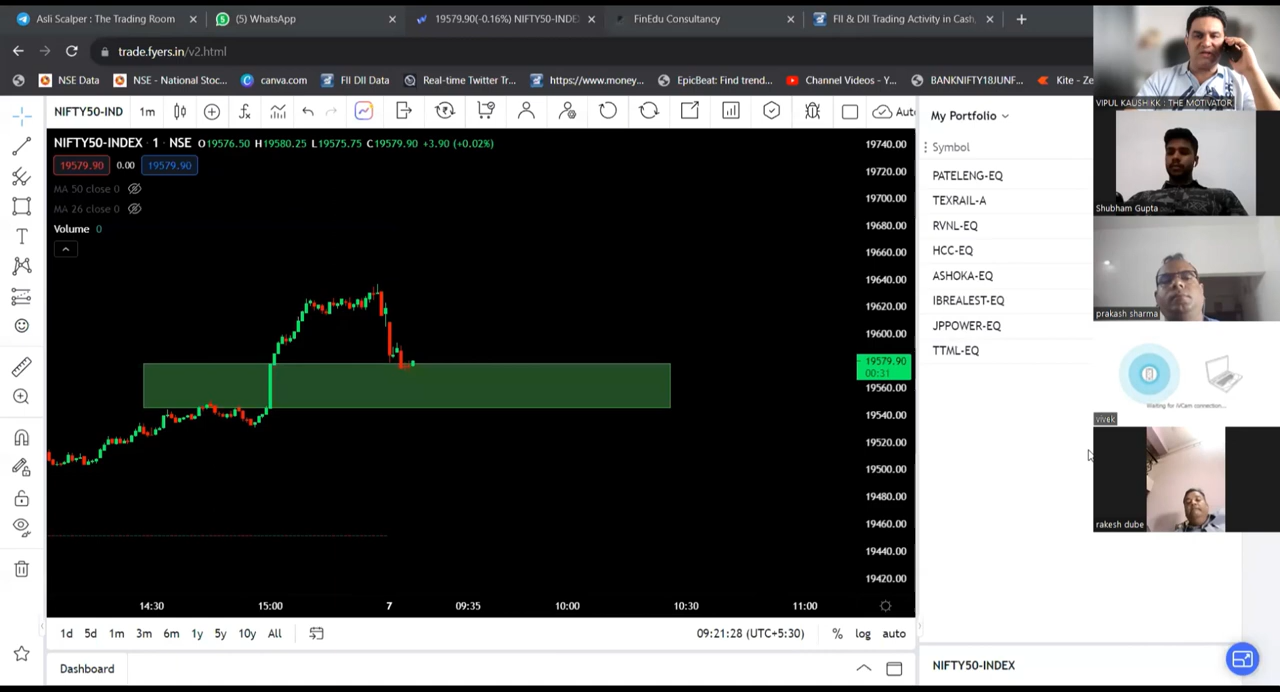 Asli Scalper : The Trading Room
(5) WhatsApp
19579.90(-0.16%) NIFTY50-INDE
FinEdu Consultancy
FII & DII Trading Activity in Cash,
trade.fyers.in/v2.html
NSE Data
NSE - National Stoc...
canva.com
FII DII Data
Real-time Twitter Tr...
https://www.money...
EpicBeat: Find trend...
Channel Videos - Y...
BANKNIFTY18JUNF...
Kite - Ze
NIFTY50-IND
1m
Auto
My Portfolio
NIFTY50-INDEX · 1 · NSE O19576.50 H19580.25 L19575.75 C19579.90 +3.90 (+0.02%)
19579.90 0.00 19579.90
MA 50 close 0
MA 26 close 0
Volume 0
19740.00
19720.00
19700.00
19680.00
19660.00
19640.00
19620.00
19600.00
19579.90
00:31
19560.00
19540.00
19520.00
19500.00
19480.00
19460.00
19440.00
19420.00
14:30 15:00 7 09:35 10:00 10:30 11:00
1d 5d 1m 3m 6m 1y 5y 10y All
09:21:28 (UTC+5:30) % log auto
Dashboard
Symbol
PATELENG-EQ
TEXRAIL-A
RVNL-EQ
HCC-EQ
ASHOKA-EQ
IBREALEST-EQ
JPPOWER-EQ
TTML-EQ
NIFTY50-INDEX
VIPUL KAUSHIKK : THE MOTIVATOR
Shubham Gupta
prakash sharma
Waiting for iVCam connection...
vivek
rakesh dube